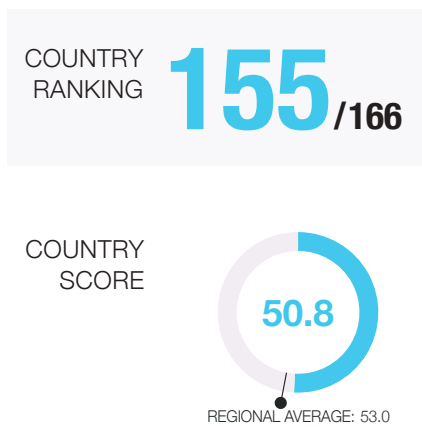 COUNTRY
RANKING
155/166
COUNTRY
SCORE
50.8
REGIONAL AVERAGE: 53.0